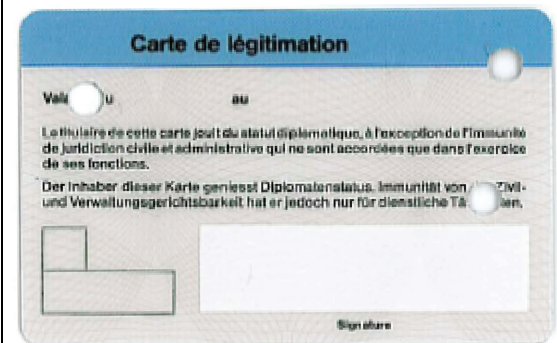 Carte de légitimation
au
Le titulaire de cette carte jouit du statut diplomatique, à l'exception de l'immunité
de juridiction civile et administrative qui ne sont accordées que dans l'exercice
de ses fonctions.
Der Inhaber dieser Karte geniesst Diplomatenstatus. Immunität von Zivil-
und Verwaltungsgerichtsbarkeit hat er jedoch nur für dienstliche
Signature